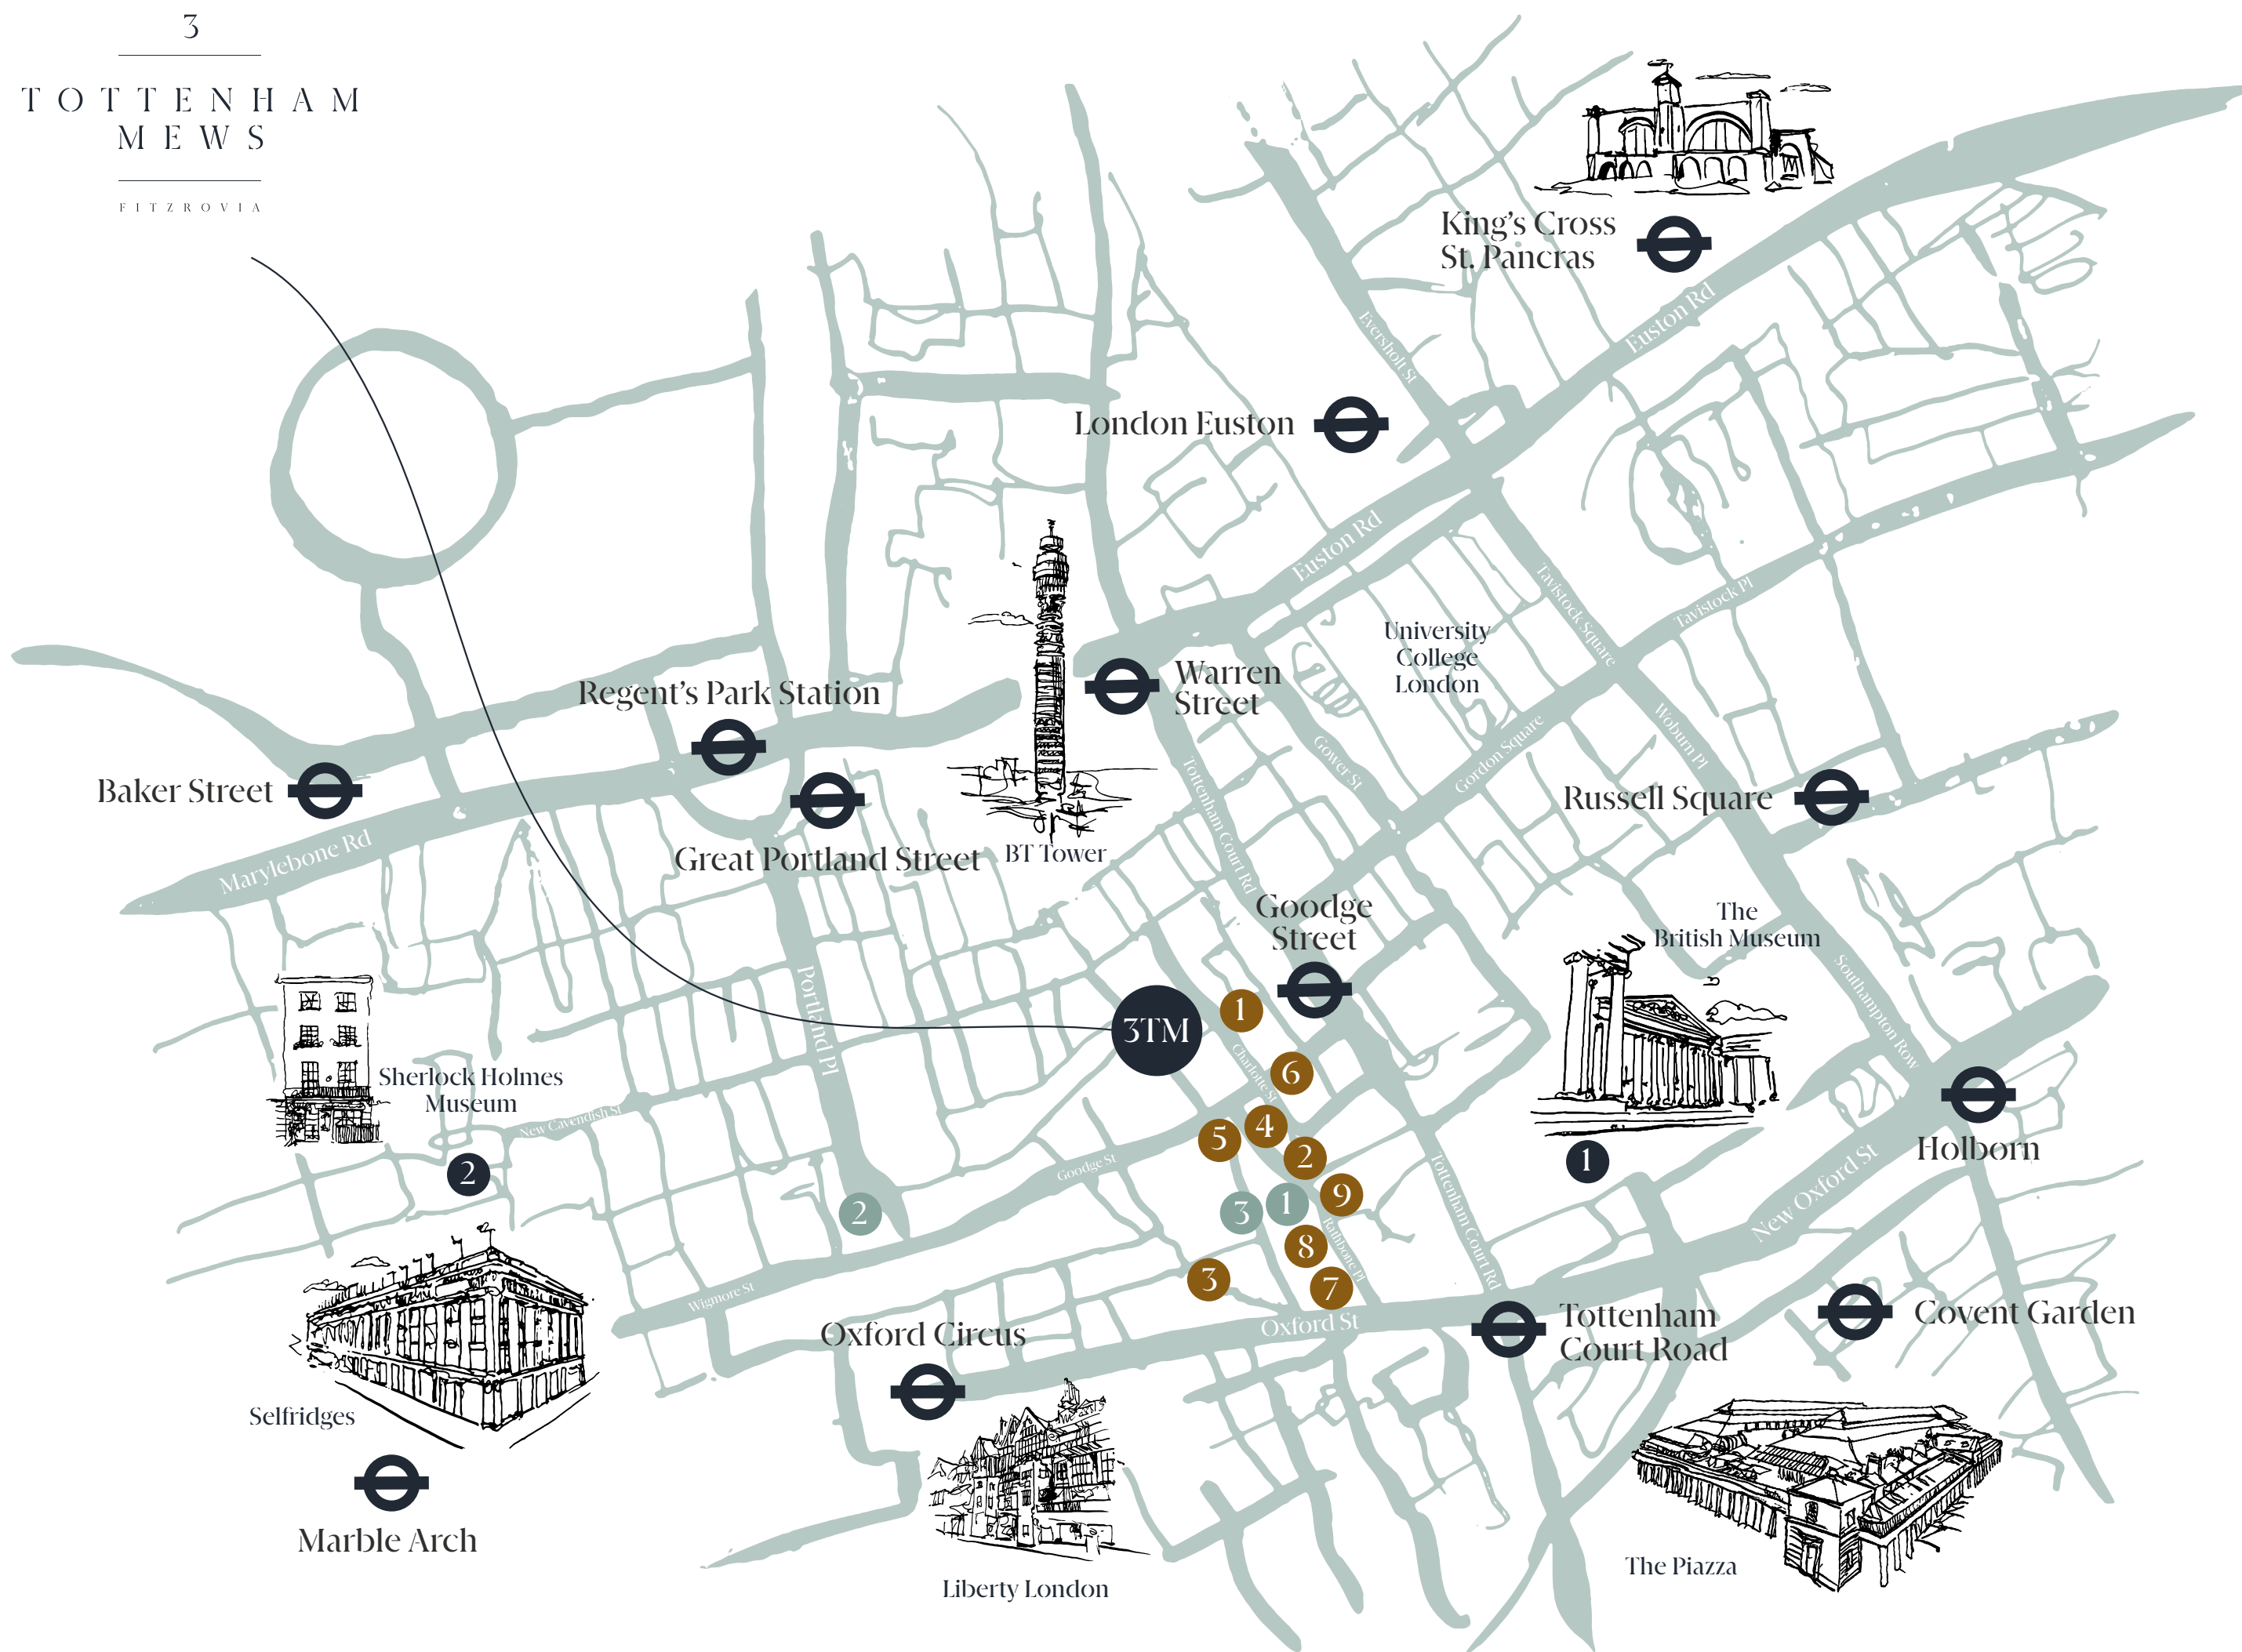 3
TOTTENHAM
MEWS
FITZROVIA
King's Cross
St. Pancras
Euston Rd
Eversholt St
London Euston
Euston Rd
Tavistock Square
Tavistock Pl
University
College
London
Warren
Street
Regent's Park Station
Gower St
Gordon Square
Woburn Pl
Baker Street
Russell Square
Tottenham Court Rd
Marylebone Rd
Great Portland Street
BT Tower
Goodge
Street
The
British Museum
Portland Pl
Southampton Row
1
3TM
Charlotte St
6
Sherlock Holmes
Museum
New Cavendish St
4
5
2
Holborn
1
2
Goodge St
Tottenham Court Rd
9
1
3
2
New Oxford St
Rathbone Pl
8
3
7
Wigmore St
Oxford St
Oxford Circus
Tottenham
Court Road
Covent Garden
Selfridges
Marble Arch
Liberty London
The Piazza